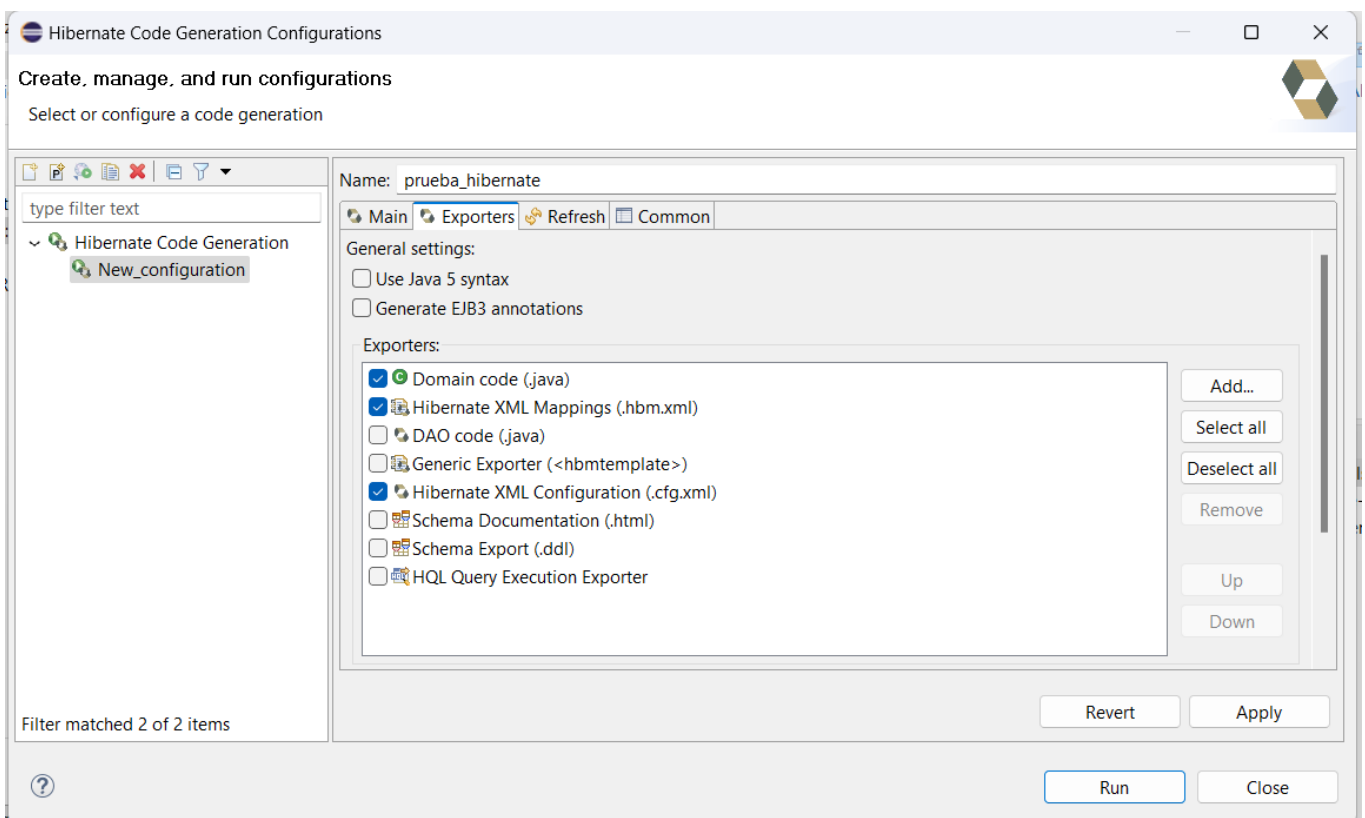 Hibernate Code Generation Configurations
Create, manage, and run configurations
Select or configure a code generation
type filter text
Hibernate Code Generation
New_configuration
Filter matched 2 of 2 items
Name: prueba_hibernate
Main Exporters Refresh Common
General settings:
Use Java 5 syntax
Generate EJB3 annotations
Exporters:
Domain code (.java)
Hibernate XML Mappings (.hbm.xml)
DAO code (.java)
Generic Exporter (<hbmtemplate>)
Hibernate XML Configuration (.cfg.xml)
Schema Documentation (.html)
Schema Export (.ddl)
HQL Query Execution Exporter
Add...
Select all
Deselect all
Remove
Up
Down
Revert Apply
Run Close